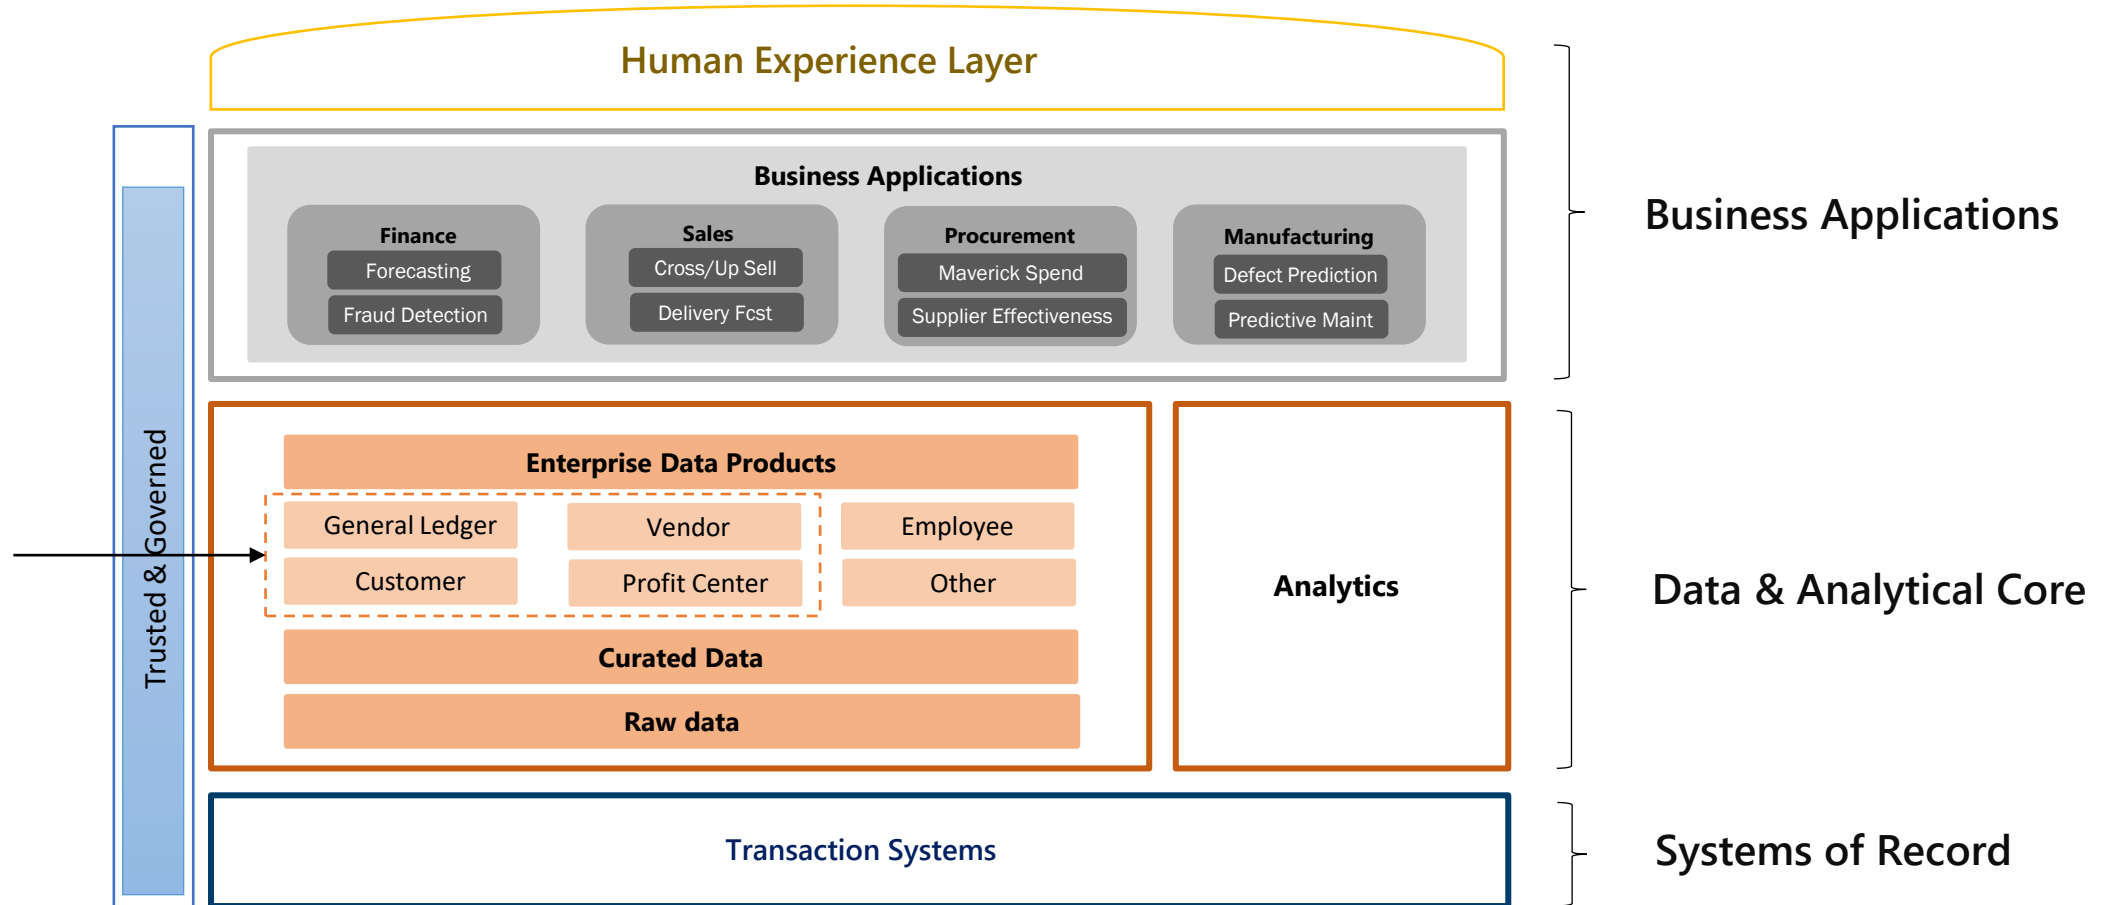 Human Experience Layer
Business Applications
Finance
Forecasting
Fraud Detection
Sales
Cross/Up Sell
Delivery Fcst
Procurement
Maverick Spend
Supplier Effectiveness
Manufacturing
Defect Prediction
Predictive Maint
Business Applications
Trusted & Governed
Enterprise Data Products
General Ledger
Vendor
Employee
Customer
Profit Center
Other
Curated Data
Raw data
Analytics
Data & Analytical Core
Transaction Systems
Systems of Record